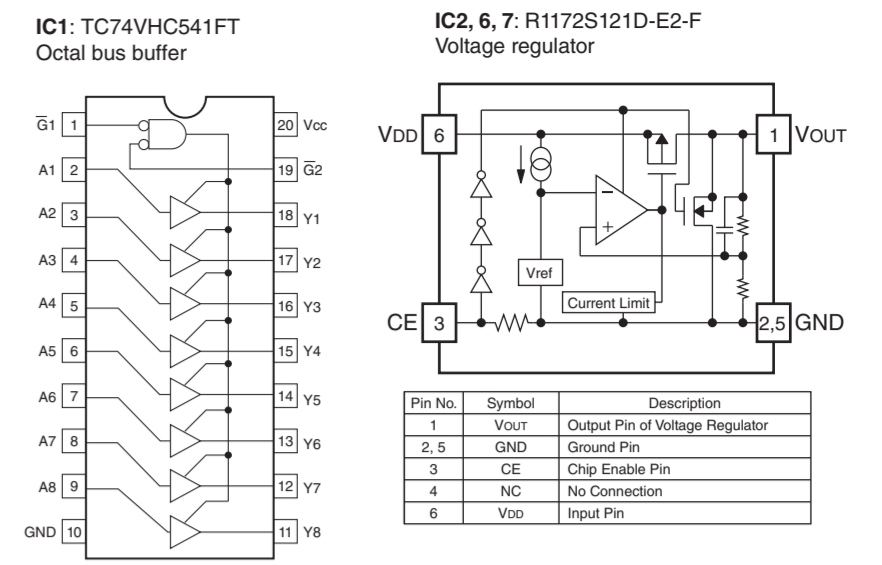 IC1: TC74VHC541FT
Octal bus buffer
G̅1 1
20 Vcc
A1 2
19 G̅2
A2 3
18 Y1
A3 4
17 Y2
A4 5
16 Y3
A5 6
15 Y4
A6 7
14 Y5
A7 8
13 Y6
A8 9
12 Y7
GND 10
11 Y8
IC2, 6, 7: R1172S121D-E2-F
Voltage regulator
VDD 6
1 VOUT
−
+
Vref
Current Limit
CE 3
2,5 GND
Pin No. Symbol Description
1 VOUT Output Pin of Voltage Regulator
2, 5 GND Ground Pin
3 CE Chip Enable Pin
4 NC No Connection
6 VDD Input Pin